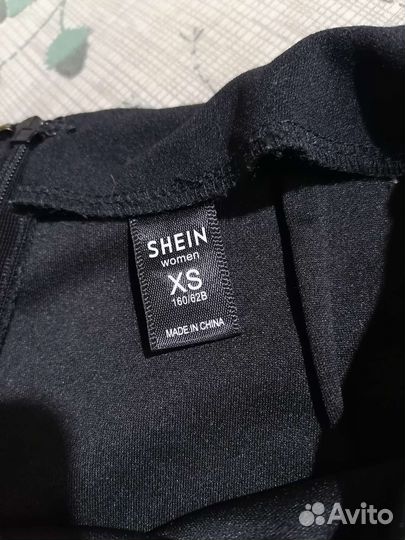 SHEIN
women
XS
160/62B
MADE IN CHINA
Avito